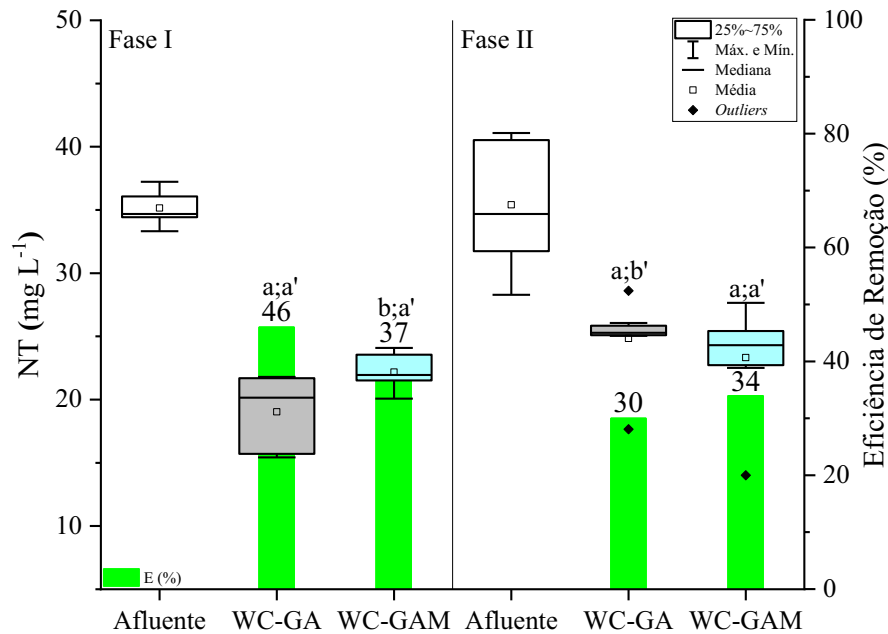 Fase I
Fase II
25%~75%
Máx. e Mín.
Mediana
Média
Outliers
NT (mg L⁻¹)
50
40
30
20
10
a;a'
46
b;a'
37
a;b'
30
a;a'
34
100
80
60
40
20
0
Eficiência de Remoção (%)
E (%)
Afluente WC-GA WC-GAM Afluente WC-GA WC-GAM